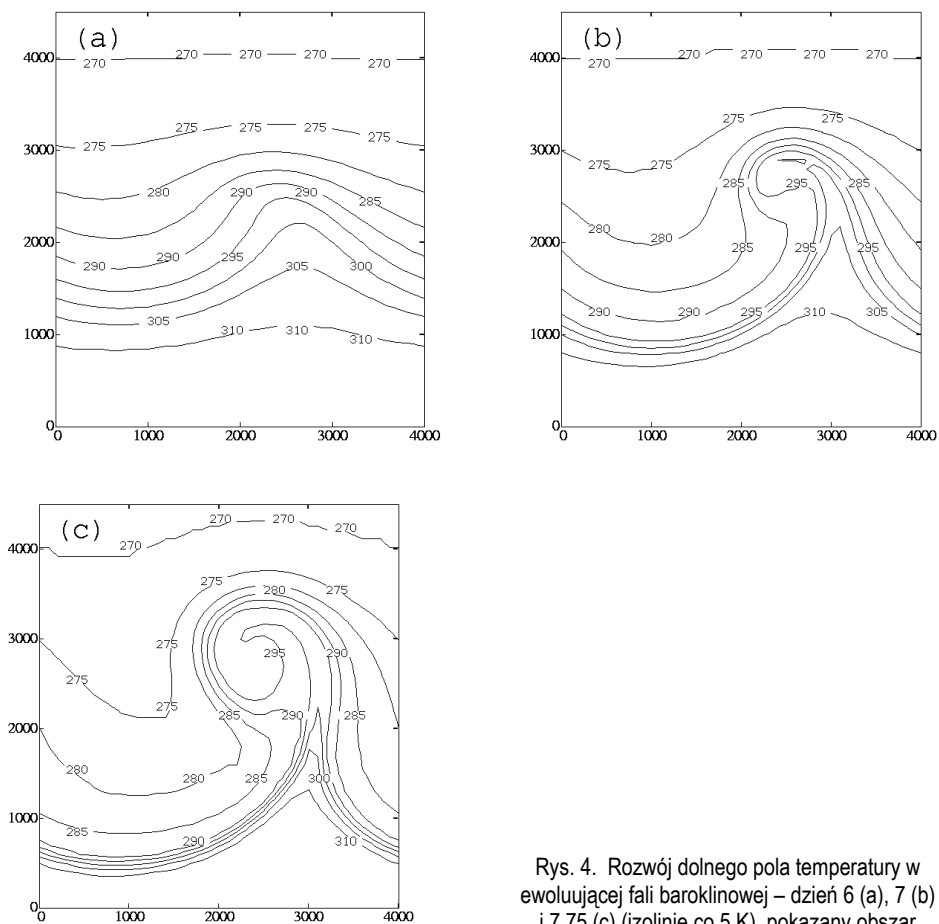 (a)
4000
3000
2000
1000
0
270 270 270 270 270
275 275 275 275 275
280 290 290 285
290 290 295 305 300
305
310 310 310
0 1000 2000 3000 4000
(b)
4000
3000
2000
1000
0
270 270 270 270 270
275 275
275 275
285 295 285
280 280 285 295 295
290 290 295 310 305
0 1000 2000 3000 4000
(c)
4000
3000
2000
1000
0
270 270 270
270 270
275 280 275
275 295 290
275 275
285 290 285
280 280 285 300
285 290 310
0 1000 2000 3000 4000
Rys. 4. Rozwój dolnego pola temperatury w
ewoluującej fali baroklinowej – dzień 6 (a), 7 (b)
i 7,75 (c) (izolinie co 5 K), pokazany obszar